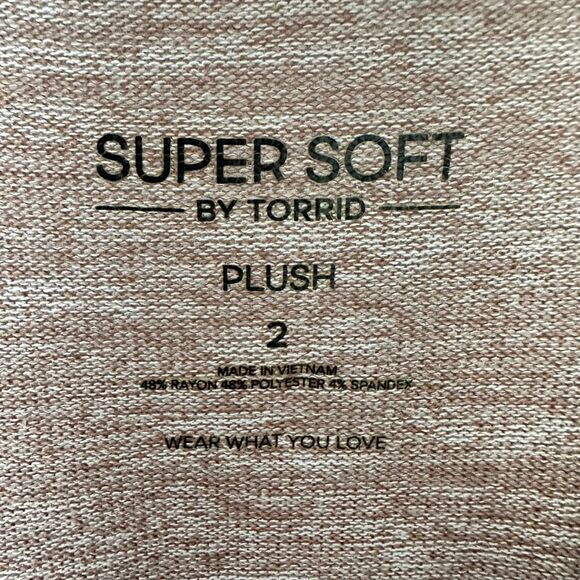 SUPER SOFT
BY TORRID
PLUSH
2
MADE IN VIETNAM
48% RAYON 48% POLYESTER 4% SPANDEX
WEAR WHAT YOU LOVE